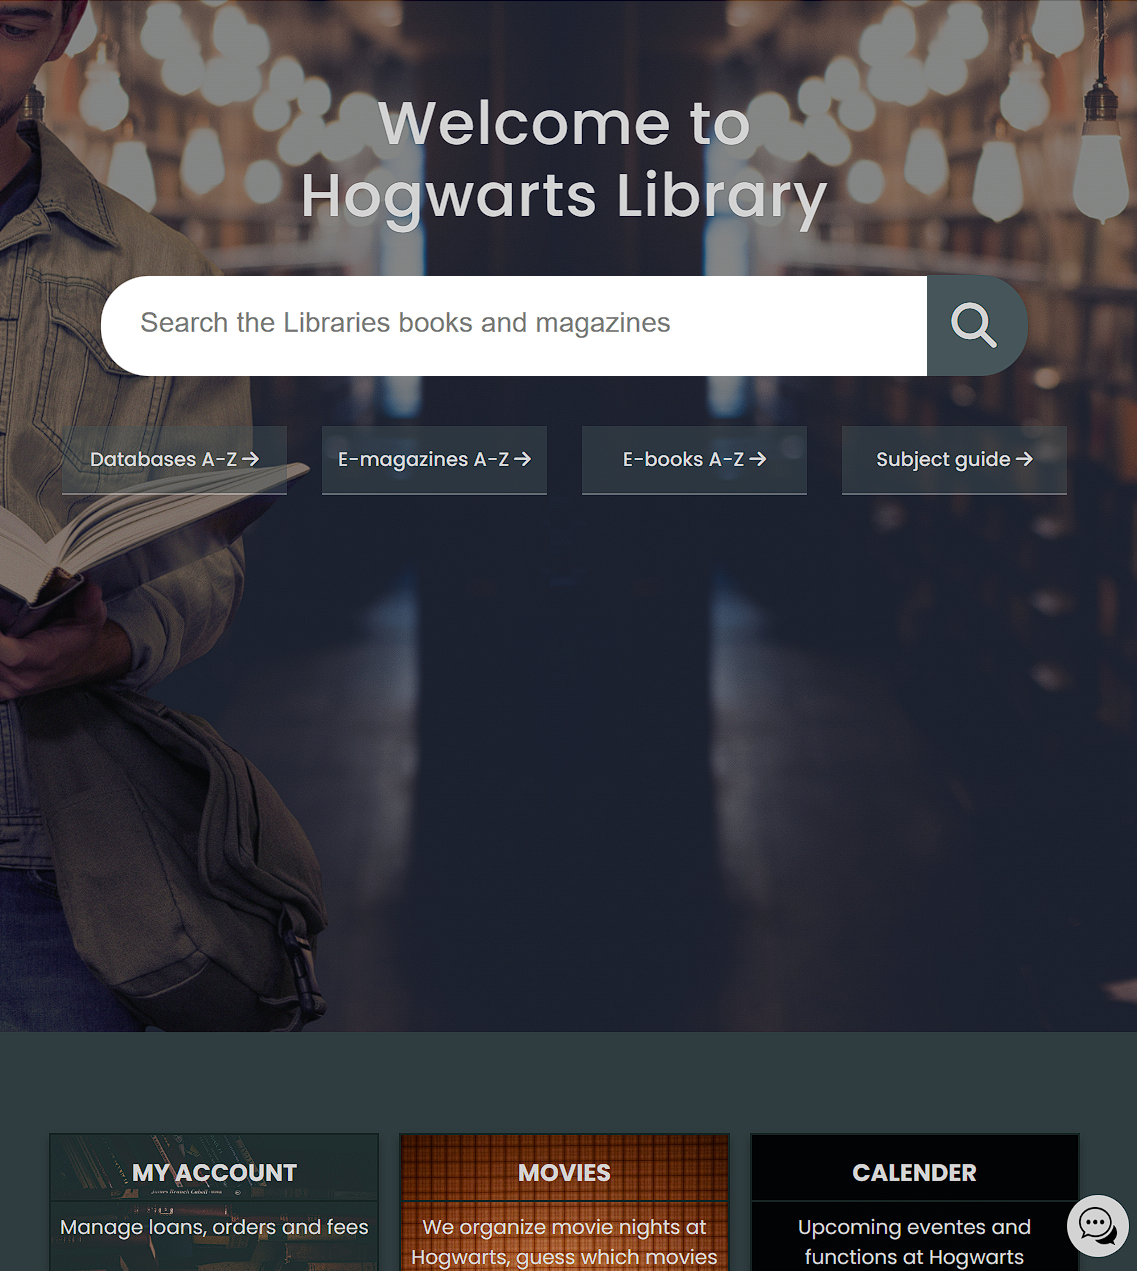 Welcome to
Hogwarts Library
Search the Libraries books and magazines
Databases A-Z →
E-magazines A-Z →
E-books A-Z →
Subject guide →
MY ACCOUNT
Manage loans, orders and fees
MOVIES
We organize movie nights at
Hogwarts, guess which movies
CALENDER
Upcoming eventes and
functions at Hogwarts